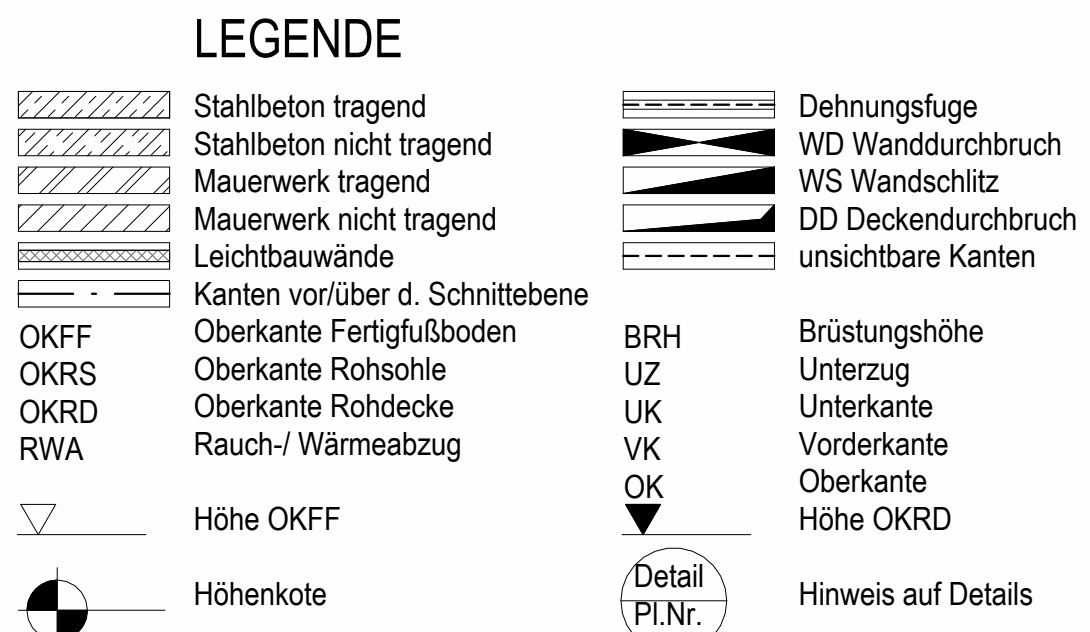 LEGENDE
Stahlbeton tragend
Stahlbeton nicht tragend
Mauerwerk tragend
Mauerwerk nicht tragend
Leichtbauwände
Kanten vor/über d. Schnittebene
OKFF Oberkante Fertigfußboden
OKRS Oberkante Rohsohle
OKRD Oberkante Rohdecke
RWA Rauch-/ Wärmeabzug
Höhe OKFF
Höhenkote
Dehnungsfuge
WD Wanddurchbruch
WS Wandschlitz
DD Deckendurchbruch
unsichtbare Kanten
BRH Brüstungshöhe
UZ Unterzug
UK Unterkante
VK Vorderkante
OK Oberkante
Höhe OKRD
Detail
Pl.Nr.
Hinweis auf Details